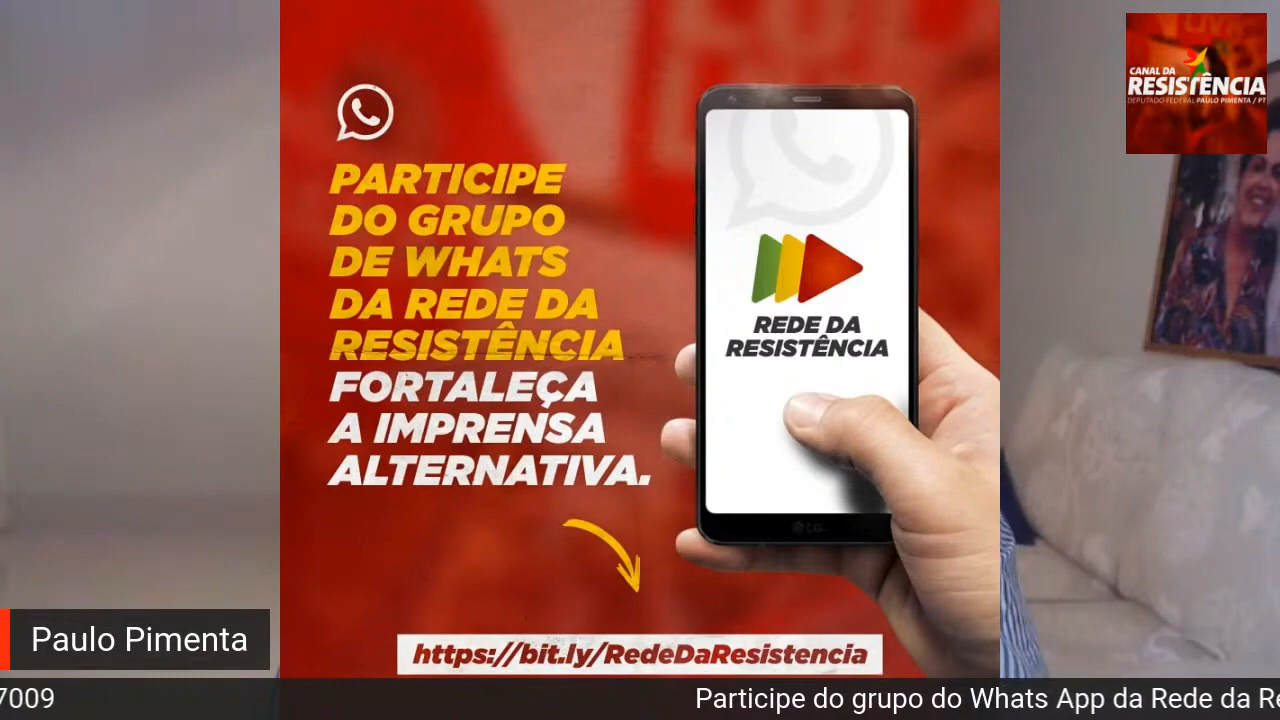 CANAL DA
RESISTÊNCIA
DEPUTADO FEDERAL PAULO PIMENTA / PT
PARTICIPE
DO GRUPO
DE WHATS
DA REDE DA
RESISTÊNCIA
FORTALEÇA
A IMPRENSA
ALTERNATIVA.
REDE DA
RESISTÊNCIA
LG
https://bit.ly/RedeDaResistencia
Paulo Pimenta
7009
Participe do grupo do Whats App da Rede da Re